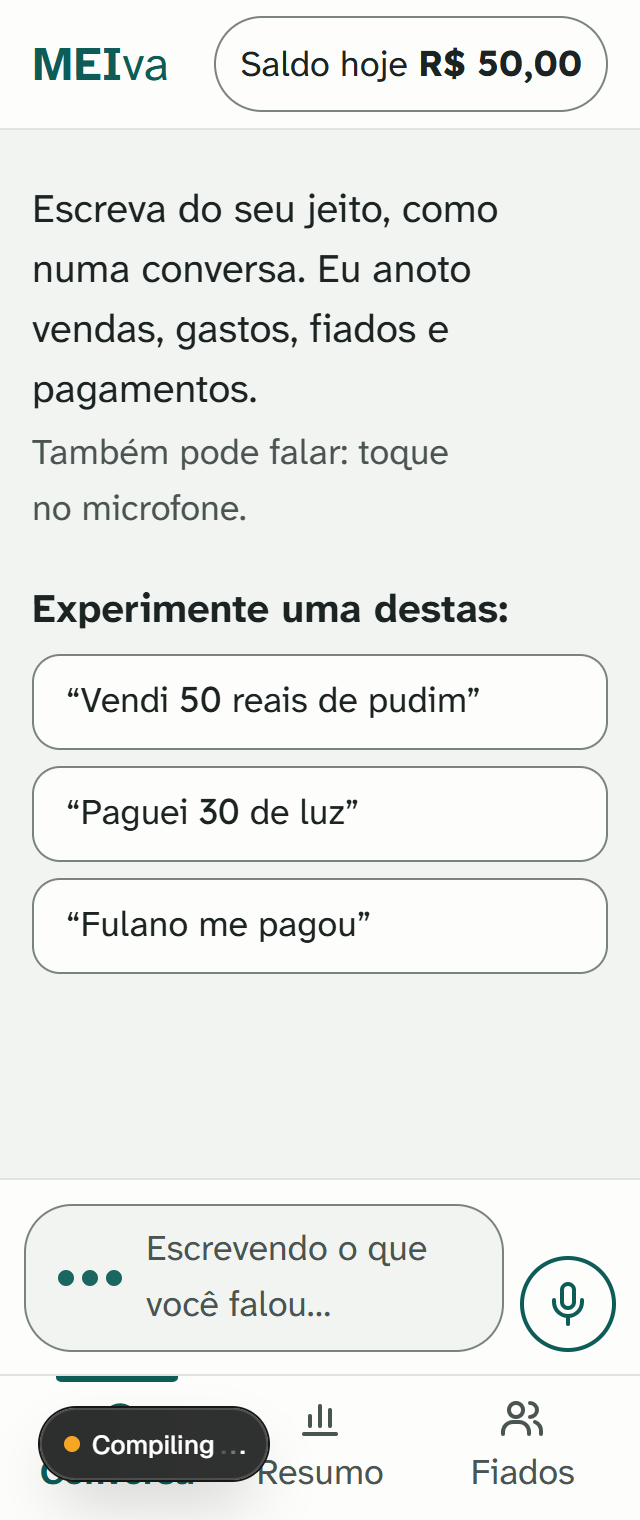 MEIva
Saldo hoje R$ 50,00
Escreva do seu jeito, como
numa conversa. Eu anoto
vendas, gastos, fiados e
pagamentos.
Também pode falar: toque
no microfone.
Experimente uma destas:
“Vendi 50 reais de pudim”
“Paguei 30 de luz”
“Fulano me pagou”
Escrevendo o que
você falou...
Compiling ...
Resumo
Fiados